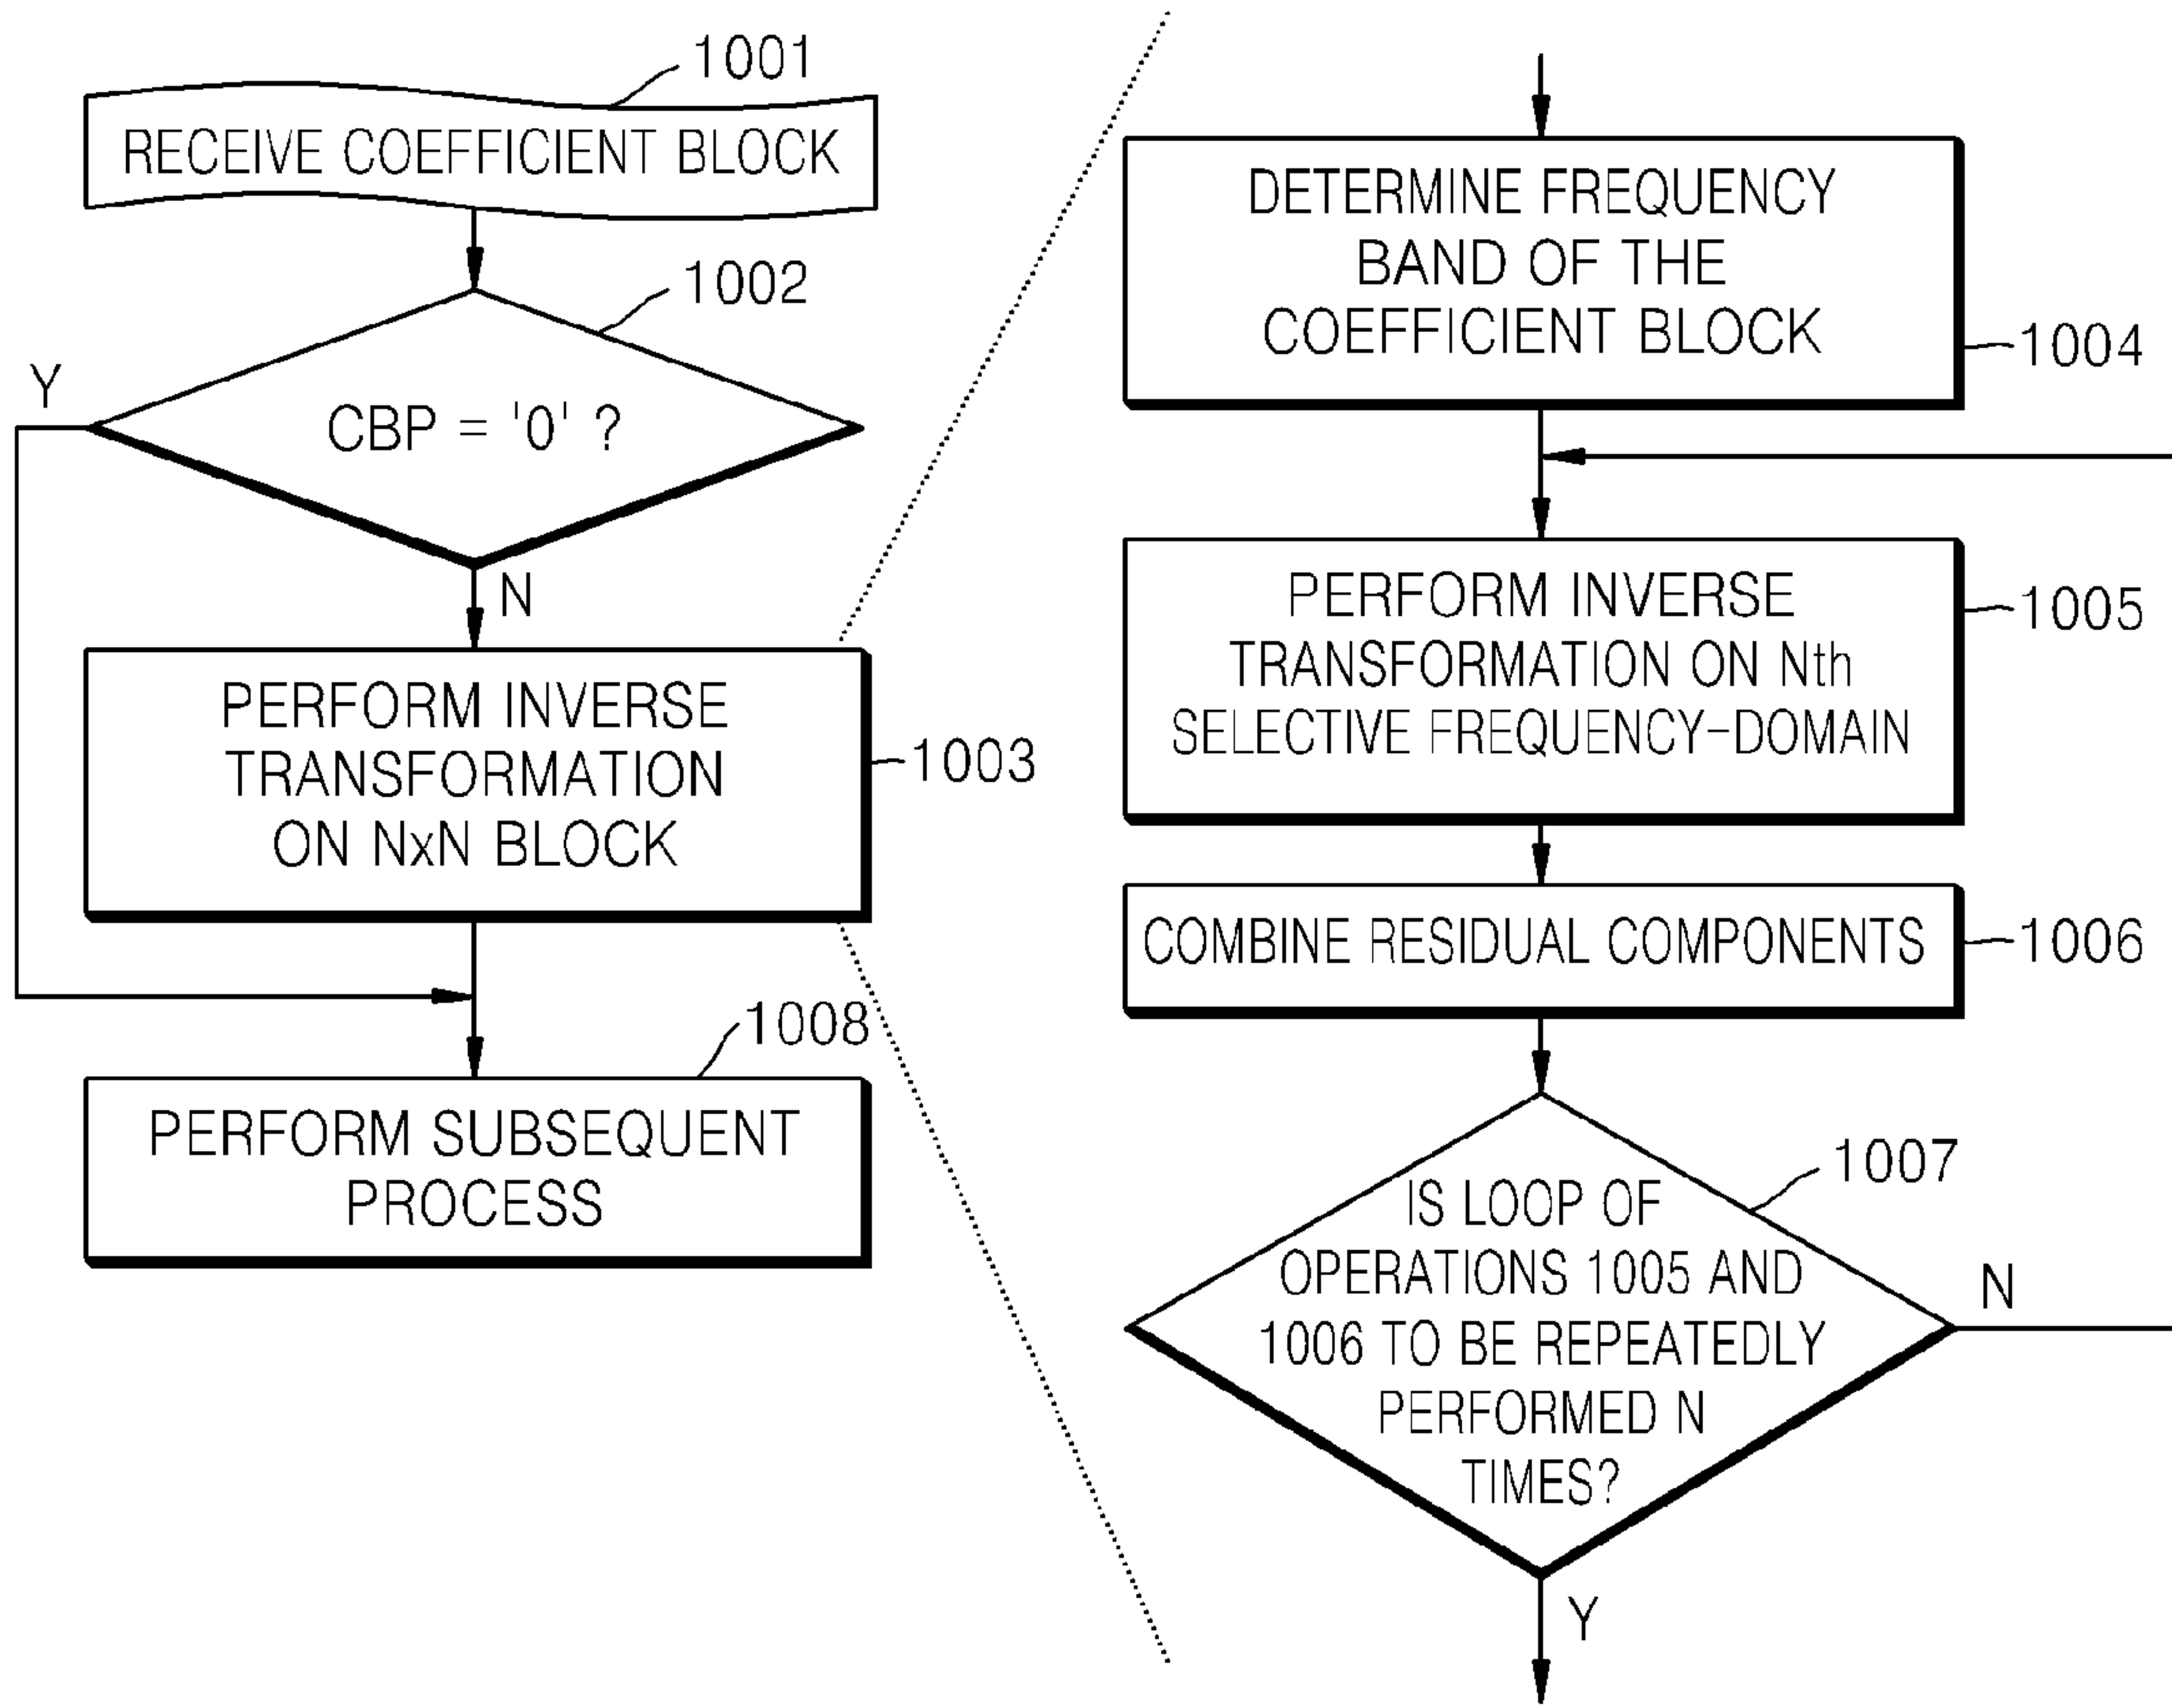 1001
RECEIVE COEFFICIENT BLOCK
1002
Y
CBP = '0' ?
N
PERFORM INVERSE
TRANSFORMATION
ON NxN BLOCK
1003
1008
PERFORM SUBSEQUENT
PROCESS
DETERMINE FREQUENCY
BAND OF THE
COEFFICIENT BLOCK
1004
PERFORM INVERSE
TRANSFORMATION ON Nth
SELECTIVE FREQUENCY-DOMAIN
1005
COMBINE RESIDUAL COMPONENTS
1006
1007
IS LOOP OF
OPERATIONS 1005 AND
1006 TO BE REPEATEDLY
PERFORMED N
TIMES?
N
Y